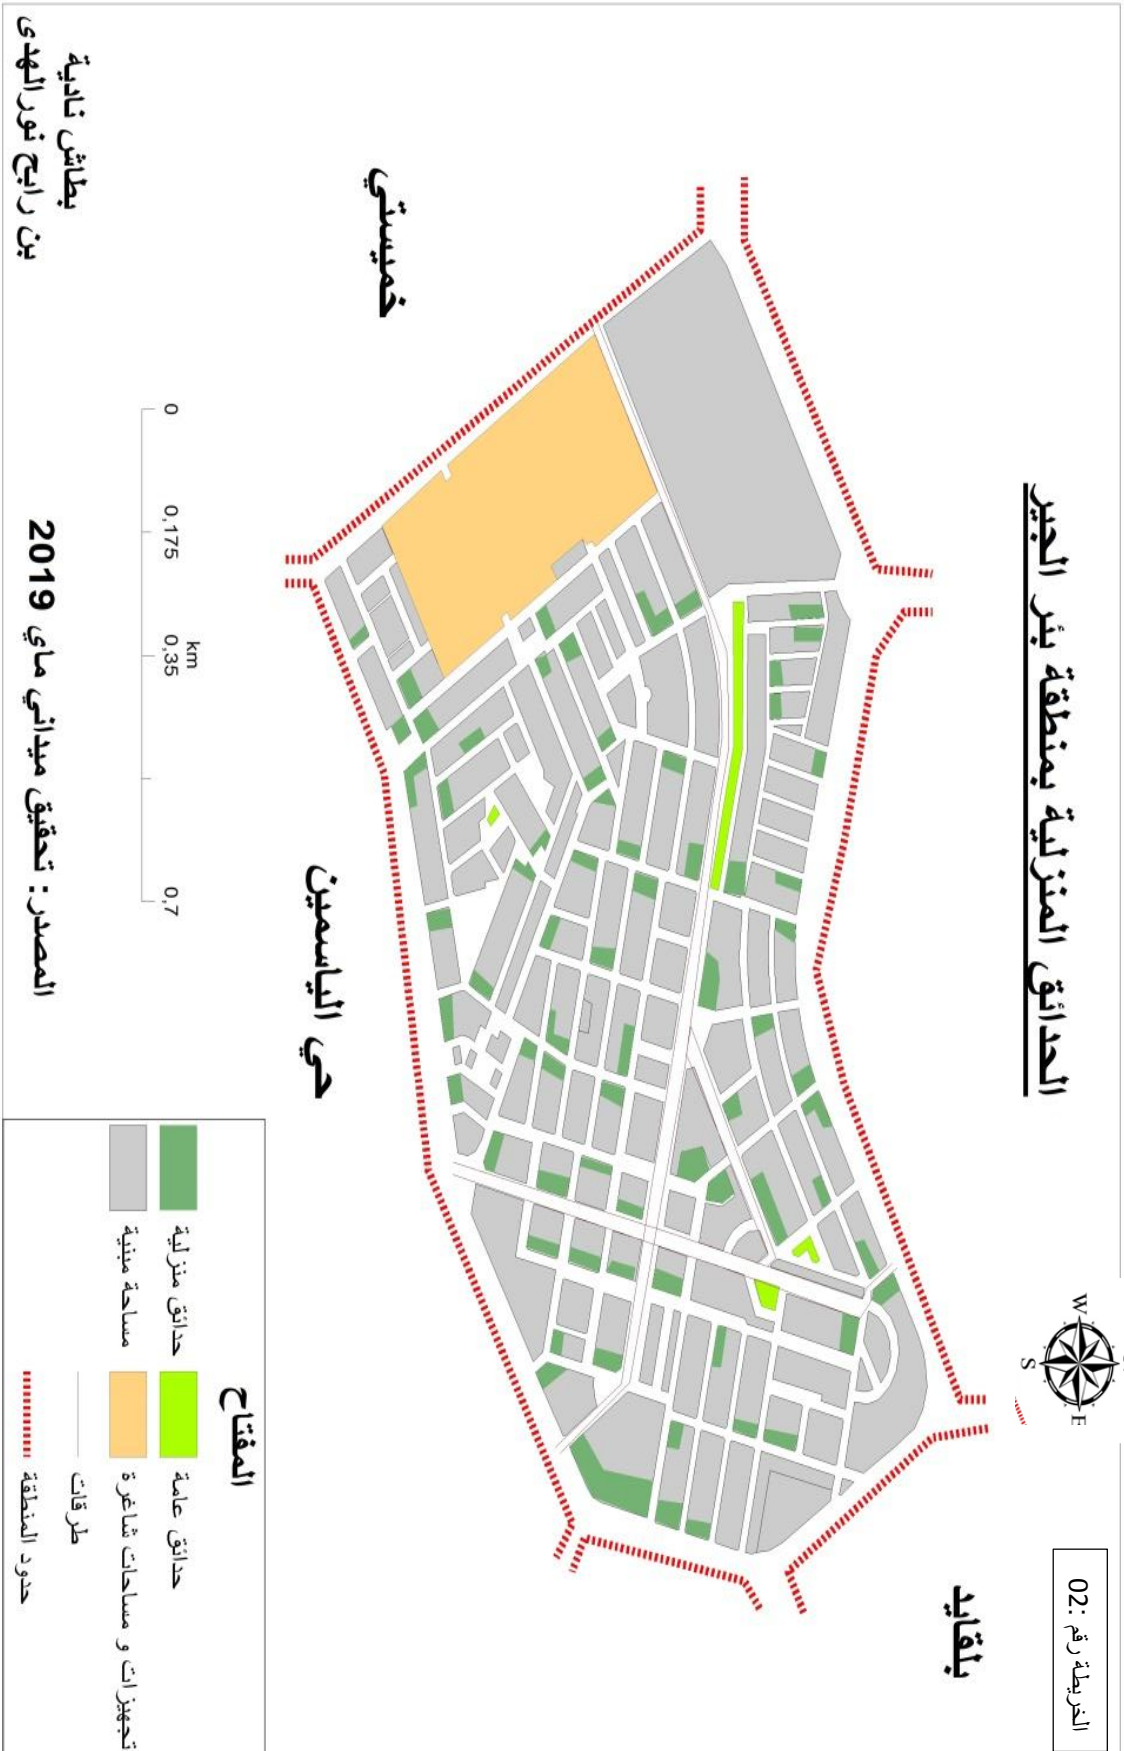 الخريطة رقم :02
الحدائق المنزلية بمنطقة بئر الجير
W
E
S
بلقايد
خميستي
حي الياسمين
المفتاح
حدائق منزلية
حدائق عامة
مساحة مبنية
تجهيزات و مساحات شاغرة
طرقات
حدود المنطقة
km
0 0,175 0,35 0,7
المصدر: تحقيق ميداني ماي 2019
بطاش نادية
بن رابح نورالهدى